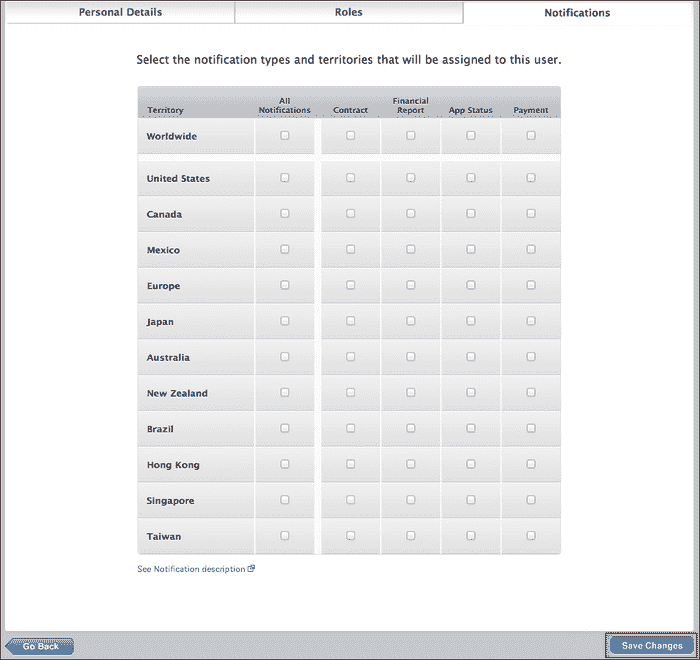 Personal Details Roles Notifications
Select the notification types and territories that will be assigned to this user.
Territory All Notifications Contract Financial Report App Status Payment
Worldwide
United States
Canada
Mexico
Europe
Japan
Australia
New Zealand
Brazil
Hong Kong
Singapore
Taiwan
See Notification description
Go Back Save Changes